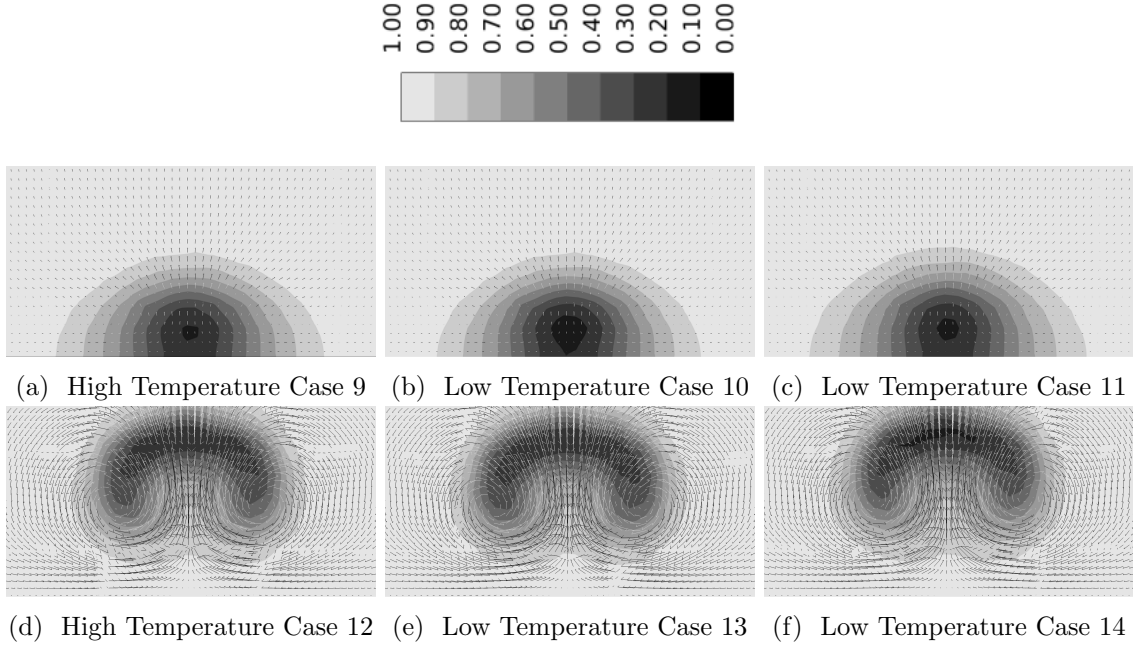 1.00 0.90 0.80 0.70 0.60 0.50 0.40 0.30 0.20 0.10 0.00
(a) High Temperature Case 9 (b) Low Temperature Case 10 (c) Low Temperature Case 11
(d) High Temperature Case 12 (e) Low Temperature Case 13 (f) Low Temperature Case 14